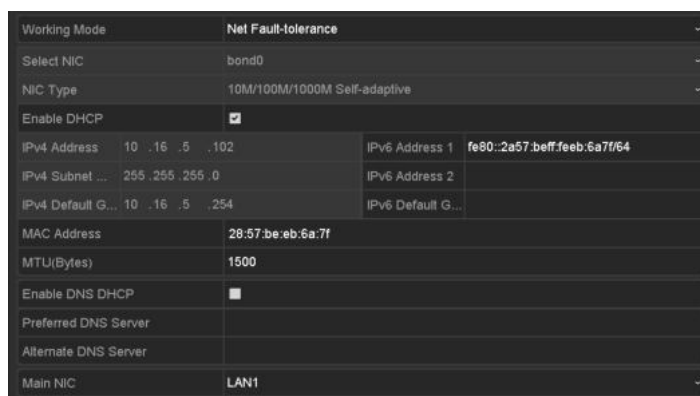 Working Mode Net Fault-tolerance
Select NIC bond0
NIC Type 10M/100M/1000M Self-adaptive
Enable DHCP
IPv4 Address 10 .16 .5 .102 IPv6 Address 1 fe80::2a57:beff:feeb:6a7f/64
IPv4 Subnet ... 255.255.255.0 IPv6 Address 2
IPv4 Default G... 10 .16 .5 .254 IPv6 Default G...
MAC Address 28:57:be:eb:6a:7f
MTU(Bytes) 1500
Enable DNS DHCP
Preferred DNS Server
Alternate DNS Server
Main NIC LAN1